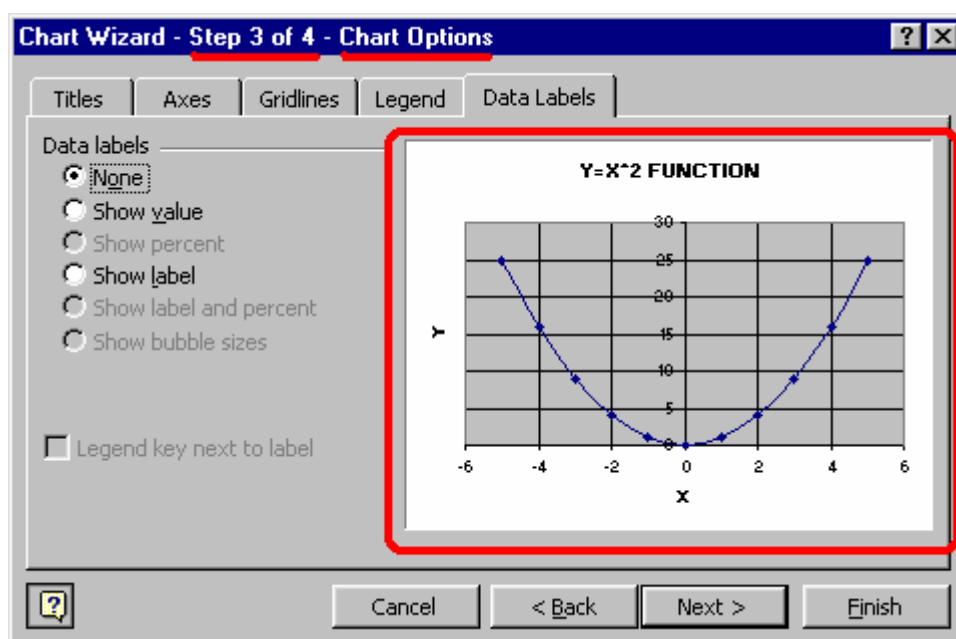 Chart Wizard - Step 3 of 4 - Chart Options
Titles Axes Gridlines Legend Data Labels
Data labels
None
Show value
Show percent
Show label
Show label and percent
Show bubble sizes
Legend key next to label
Y=X^2 FUNCTION
30
25
20
15
10
5
0
Y
-6 -4 -2 0 2 4 6
X
Cancel < Back Next > Finish